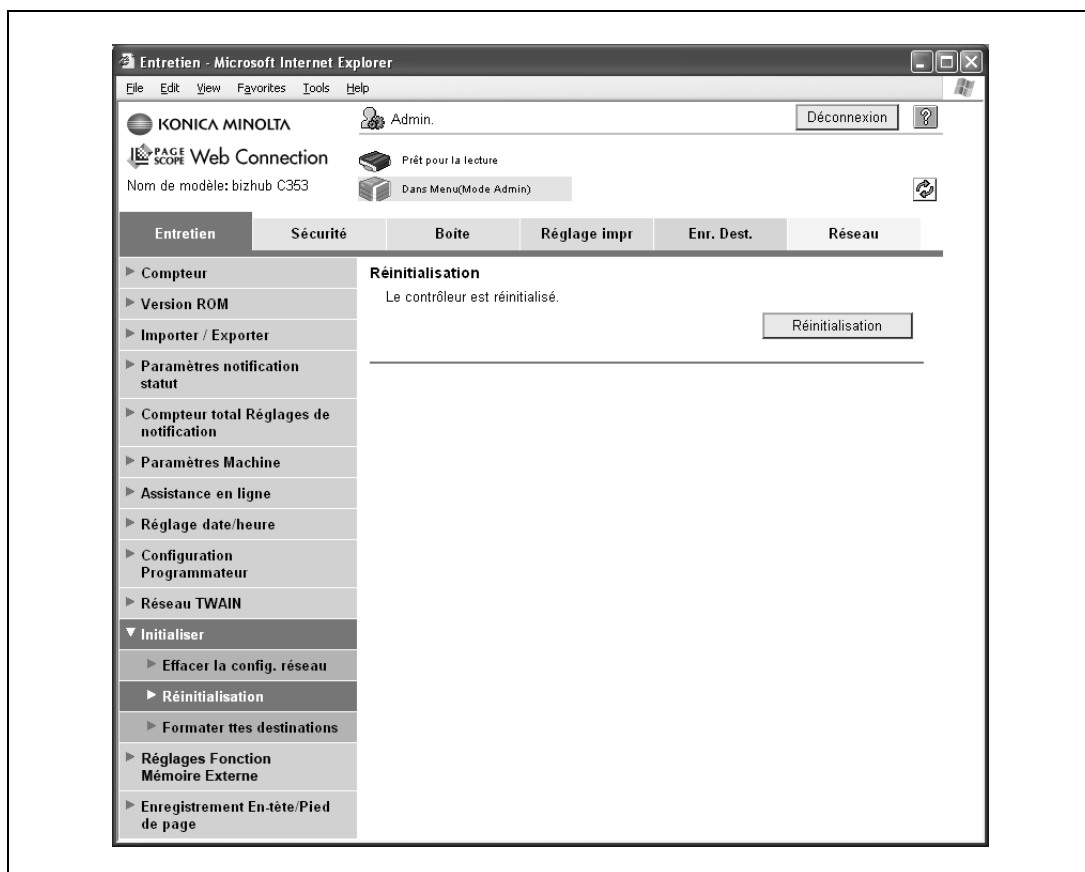 Entretien - Microsoft Internet Explorer
File Edit View Favorites Tools Help
KONICA MINOLTA
Admin.
Déconnexion
?
PAGE SCOPE Web Connection
Prêt pour la lecture
Nom de modèle: bizhub C353
Dans Menu(Mode Admin)
Entretien Sécurité Boîte Réglage impr Enr. Dest. Réseau
Compteur
Version ROM
Importer / Exporter
Paramètres notification
statut
Compteur total Réglages de
notification
Paramètres Machine
Assistance en ligne
Réglage date/heure
Configuration
Programmateur
Réseau TWAIN
Initialiser
Effacer la config. réseau
Réinitialisation
Formater ttes destinations
Réglages Fonction
Mémoire Externe
Enregistrement En-tête/Pied
de page
Réinitialisation
Le contrôleur est réinitialisé.
Réinitialisation